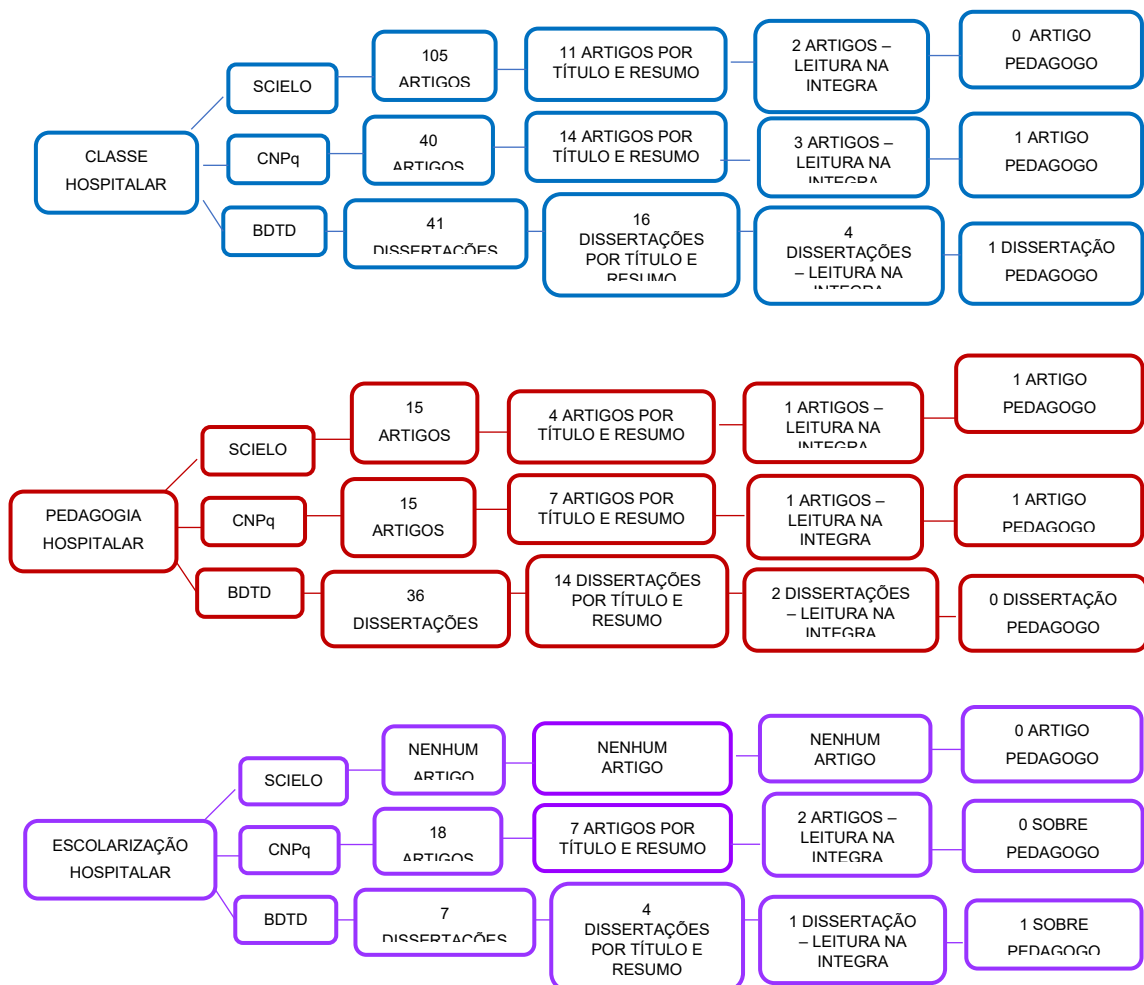 CLASSE
HOSPITALAR
SCIELO
105
ARTIGOS
11 ARTIGOS POR
TÍTULO E RESUMO
2 ARTIGOS –
LEITURA NA
INTEGRA
0 ARTIGO
PEDAGOGO
CNPq
40
ARTIGOS
14 ARTIGOS POR
TÍTULO E RESUMO
3 ARTIGOS –
LEITURA NA
INTEGRA
1 ARTIGO
PEDAGOGO
BDTD
41
DISSERTAÇÕES
16
DISSERTAÇÕES
POR TÍTULO E
RESUMO
4
DISSERTAÇÕES
– LEITURA NA
INTEGRA
1 DISSERTAÇÃO
PEDAGOGO
PEDAGOGIA
HOSPITALAR
SCIELO
15
ARTIGOS
4 ARTIGOS POR
TÍTULO E RESUMO
1 ARTIGOS –
LEITURA NA
INTEGRA
1 ARTIGO
PEDAGOGO
CNPq
15
ARTIGOS
7 ARTIGOS POR
TÍTULO E RESUMO
1 ARTIGOS –
LEITURA NA
INTEGRA
1 ARTIGO
PEDAGOGO
BDTD
36
DISSERTAÇÕES
14 DISSERTAÇÕES
POR TÍTULO E
RESUMO
2 DISSERTAÇÕES
– LEITURA NA
INTEGRA
0 DISSERTAÇÃO
PEDAGOGO
ESCOLARIZAÇÃO
HOSPITALAR
SCIELO
NENHUM
ARTIGO
NENHUM
ARTIGO
NENHUM
ARTIGO
0 ARTIGO
PEDAGOGO
CNPq
18
ARTIGOS
7 ARTIGOS POR
TÍTULO E RESUMO
2 ARTIGOS –
LEITURA NA
INTEGRA
0 SOBRE
PEDAGOGO
BDTD
7
DISSERTAÇÕES
4
DISSERTAÇÕES
POR TÍTULO E
RESUMO
1 DISSERTAÇÃO
– LEITURA NA
INTEGRA
1 SOBRE
PEDAGOGO